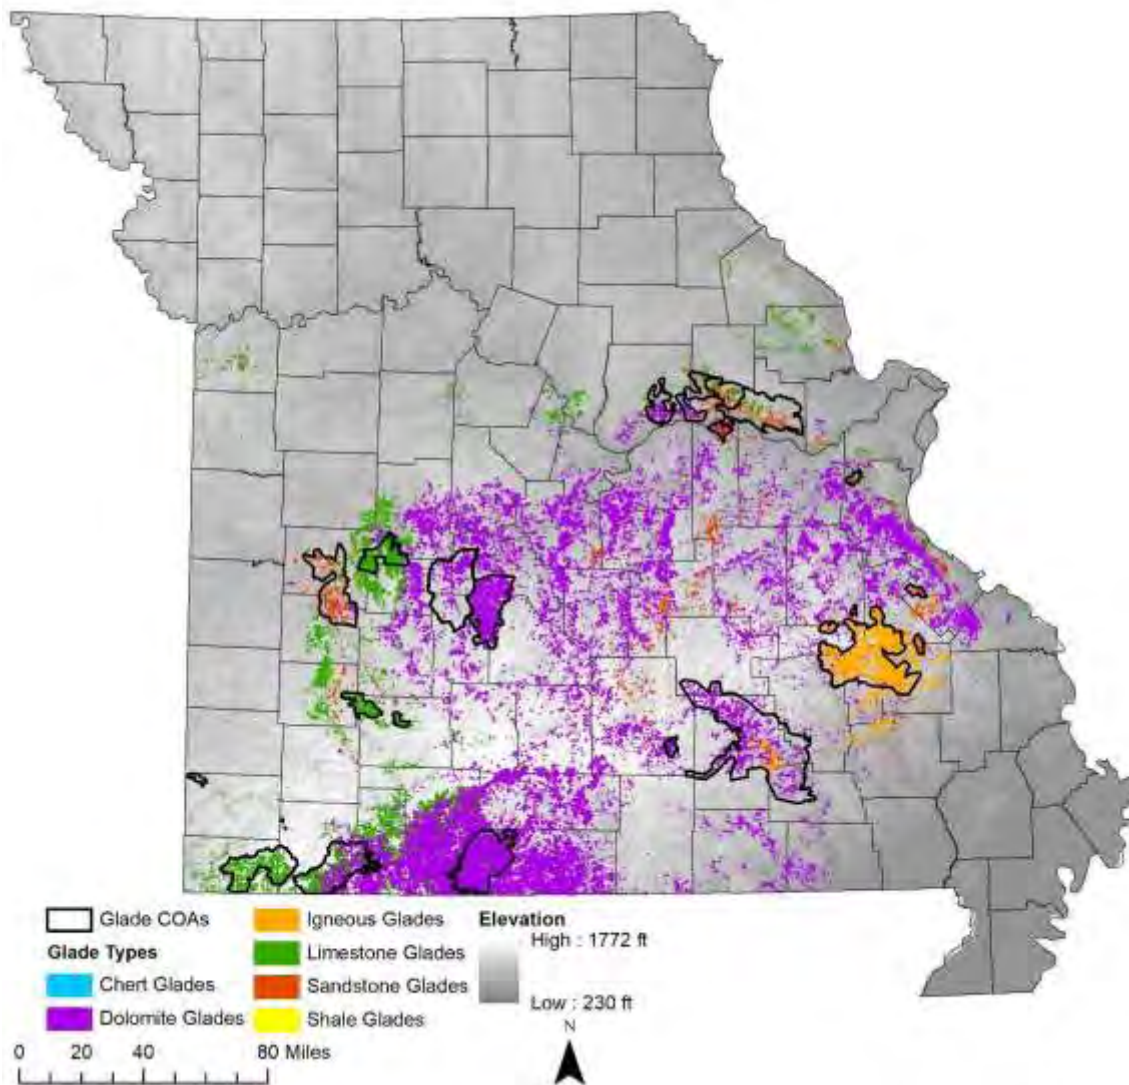 Glade COAs
Glade Types
Chert Glades
Dolomite Glades
Igneous Glades
Limestone Glades
Sandstone Glades
Shale Glades
Elevation
High : 1772 ft
Low : 230 ft
N
0 20 40 80 Miles